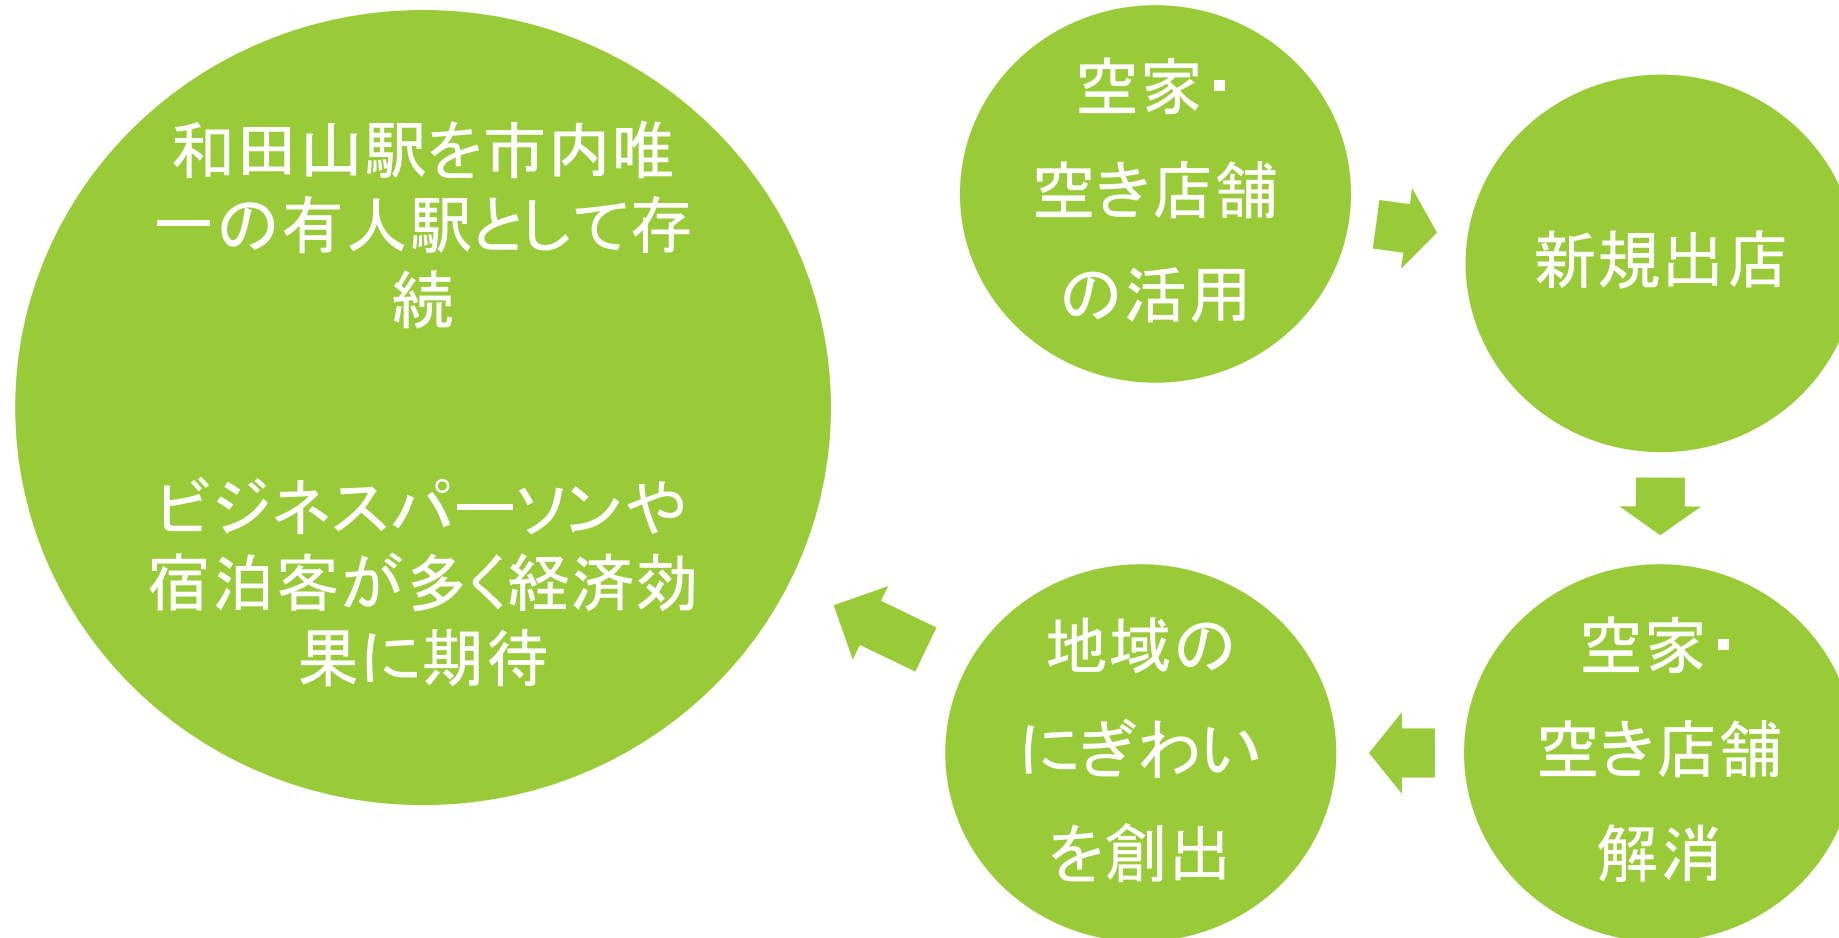 和田山駅を市内唯
一の有人駅として存
続
ビジネスパーソンや
宿泊客が多く経済効
果に期待
空家・
空き店舗
の活用
新規出店
空家・
空き店舗
解消
地域の
にぎわい
を創出